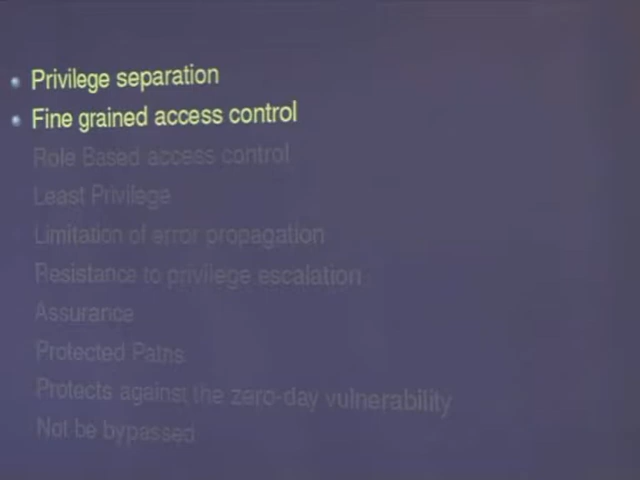 Privilege separation
Fine grained access control
Role Based access control
Least Privilege
Limitation of error propagation
Resistance to privilege escalation
Assurance
Protected Paths
Protects against the zero-day vulnerability
Not be bypassed